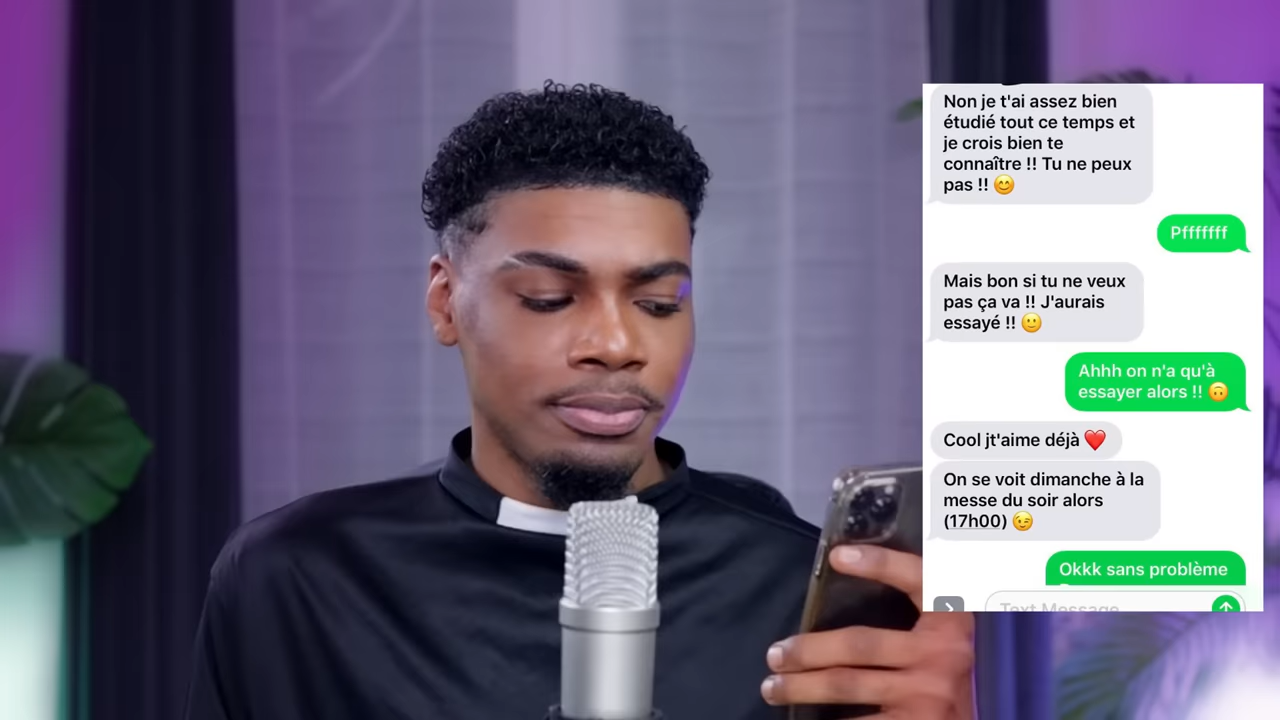 Non je t'ai assez bien
étudié tout ce temps et
je crois bien te
connaître !! Tu ne peux
pas !! 😊
Pfffffff
Mais bon si tu ne veux
pas ça va !! J'aurais
essayé !! 🙂
Ahhh on n'a qu'à
essayer alors !! 🙃
Cool jt'aime déjà ❤️
On se voit dimanche à la
messe du soir alors
(17h00) 😉
Okkk sans problème
Text Message